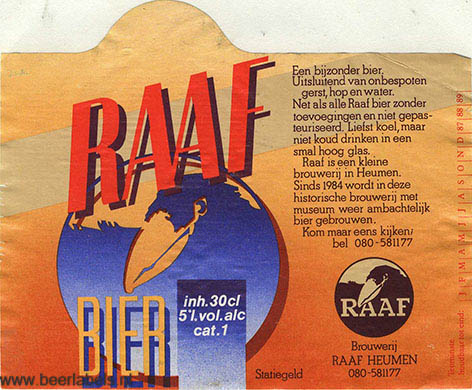 RAAF
BIER
inh.30cl
5%vol.alc
cat.1
Een bijzonder bier.
Uitsluitend van onbespoten
gerst, hop en water.
Net als alle Raaf bier zonder
toevoegingen en niet gepas-
teuriseerd. Liefst koel, maar
niet koud drinken in een
smal hoog glas.
Raaf is een kleine
brouwerij in Heumen.
Sinds 1984 wordt in deze
historische brouwerij met
museum weer ambachtelijk
bier gebrouwen.
Kom maar eens kijken/
bel 080-581177
RAAF
Brouwerij
RAAF HEUMEN
080-581177
Statiegeld
J|F|M|A|M|J|J|A|S|O|N|D|87|88|89
www.beerlabels.nl